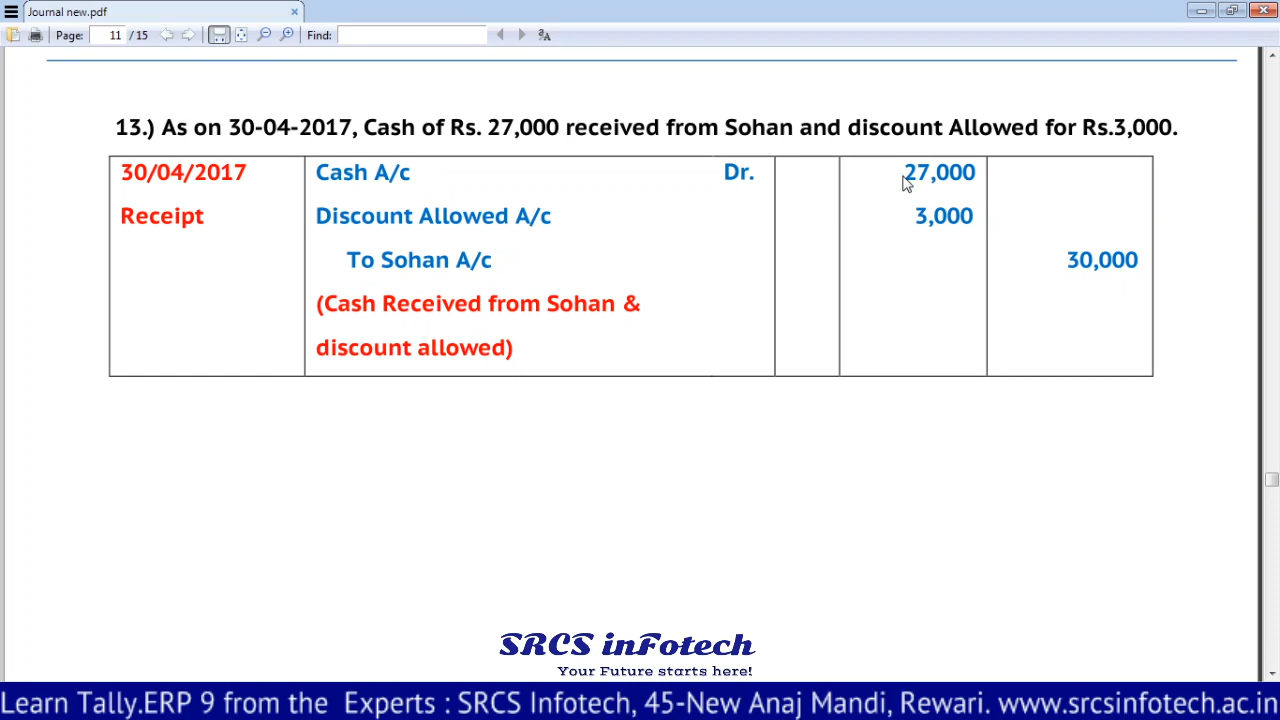 Journal new.pdf
Page: 11 / 15 Find:
13.) As on 30-04-2017, Cash of Rs. 27,000 received from Sohan and discount Allowed for Rs.3,000.
30/04/2017 Cash A/c Dr. 27,000
Receipt Discount Allowed A/c 3,000
To Sohan A/c 30,000
(Cash Received from Sohan &
discount allowed)
SRCS inFotech
Your Future starts here!
Learn Tally.ERP 9 from the Experts : SRCS Infotech, 45-New Anaj Mandi, Rewari. www.srcsinfotech.ac.in